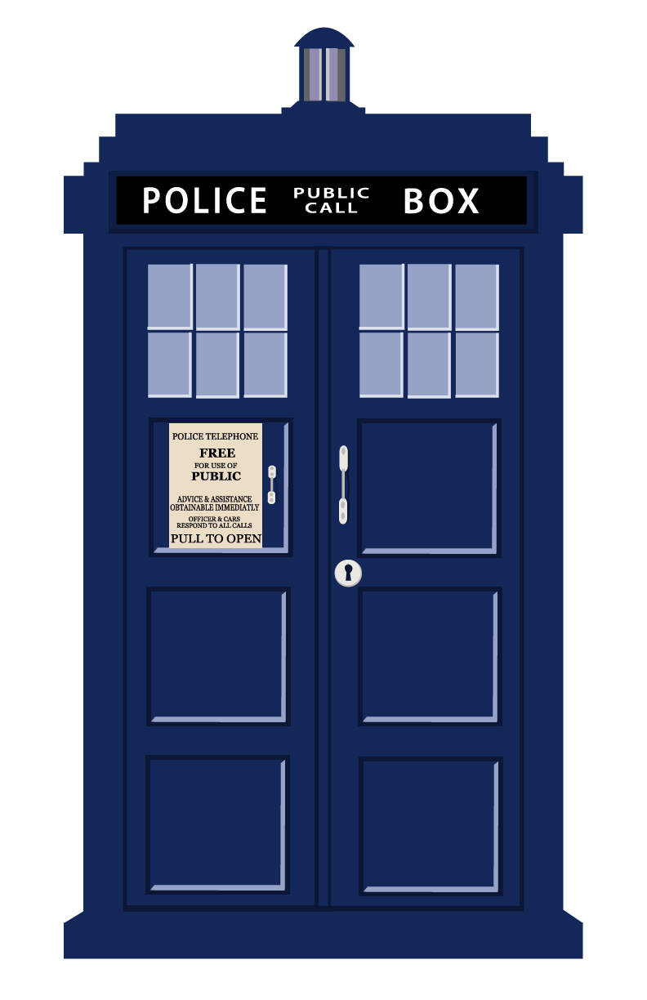 POLICE PUBLIC CALL BOX
POLICE TELEPHONE
FREE
FOR USE OF
PUBLIC
ADVICE & ASSISTANCE
OBTAINABLE IMMEDIATLY
OFFICER & CARS
RESPOND TO ALL CALLS
PULL TO OPEN